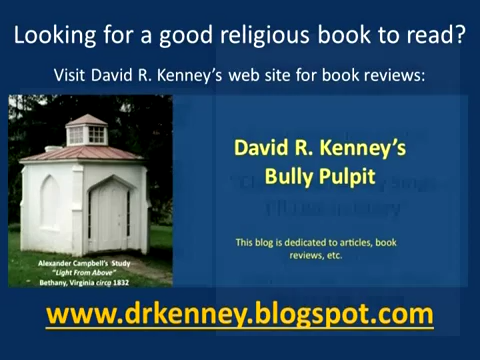 Looking for a good religious book to read?
Visit David R. Kenney's web site for book reviews:
David R. Kenney's
Bully Pulpit
This blog is dedicated to articles, book
reviews, etc.
Alexander Campbell's Study
"Light From Above"
Bethany, Virginia circa 1832
www.drkenney.blogspot.com